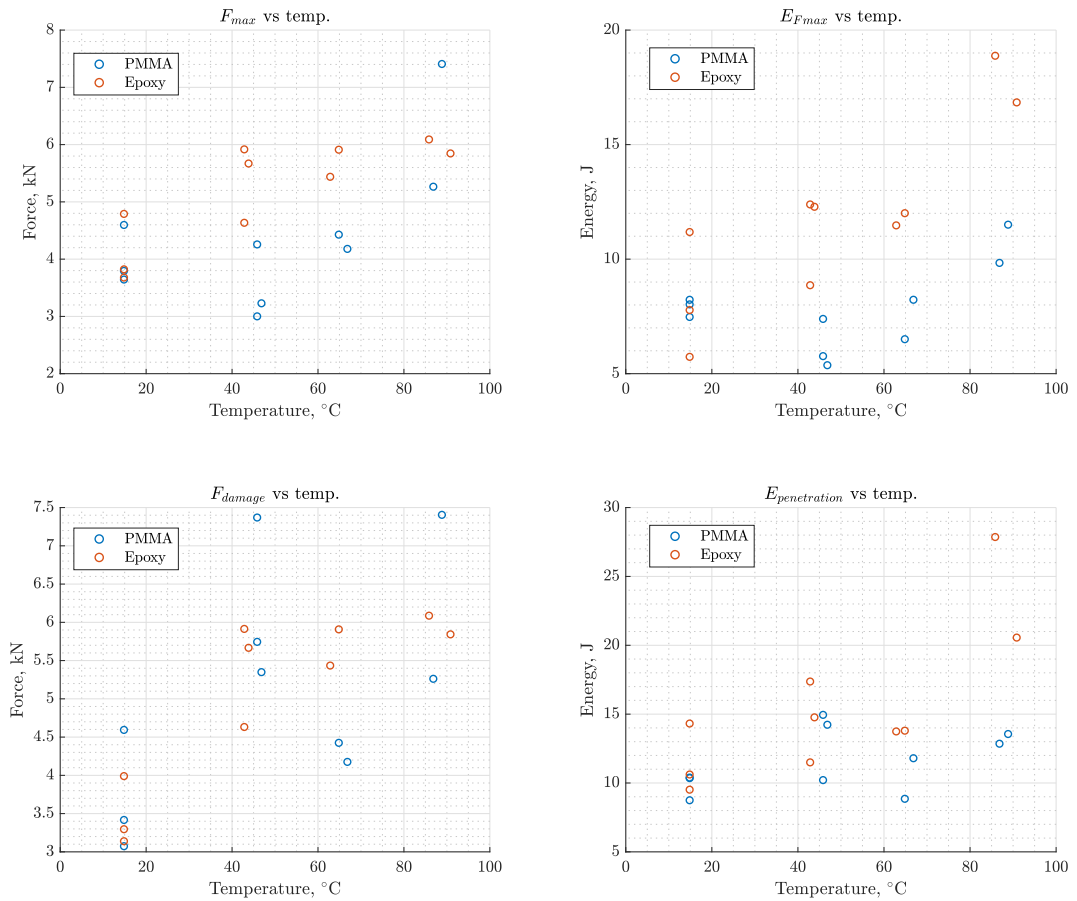 F_max vs temp.
8
7
6
5
4
3
2
Force, kN
PMMA
Epoxy
0 20 40 60 80 100
Temperature, °C
E_Fmax vs temp.
20
15
10
5
Energy, J
PMMA
Epoxy
0 20 40 60 80 100
Temperature, °C
F_damage vs temp.
7.5
7
6.5
6
5.5
5
4.5
4
3.5
3
Force, kN
PMMA
Epoxy
0 20 40 60 80 100
Temperature, °C
E_penetration vs temp.
30
25
20
15
10
5
Energy, J
PMMA
Epoxy
0 20 40 60 80 100
Temperature, °C